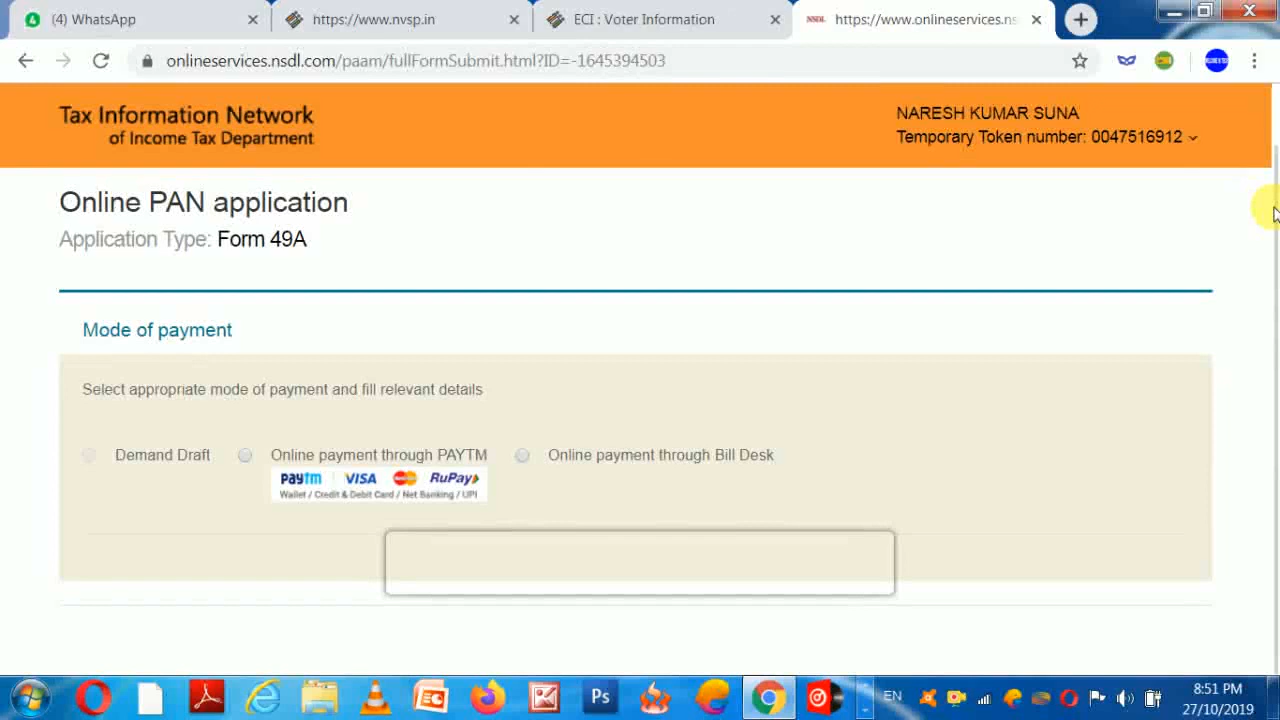 (4) WhatsApp
https://www.nvsp.in
ECI : Voter Information
NSDL https://www.onlineservices.ns
onlineservices.nsdl.com/paam/fullFormSubmit.html?ID=-1645394503
Tax Information Network
of Income Tax Department
NARESH KUMAR SUNA
Temporary Token number: 0047516912
Online PAN application
Application Type: Form 49A
Mode of payment
Select appropriate mode of payment and fill relevant details
Demand Draft
Online payment through PAYTM
Online payment through Bill Desk
paytm VISA RuPay
Wallet / Credit & Debit Card / Net Banking / UPI
Ps
EN
8:51 PM
27/10/2019